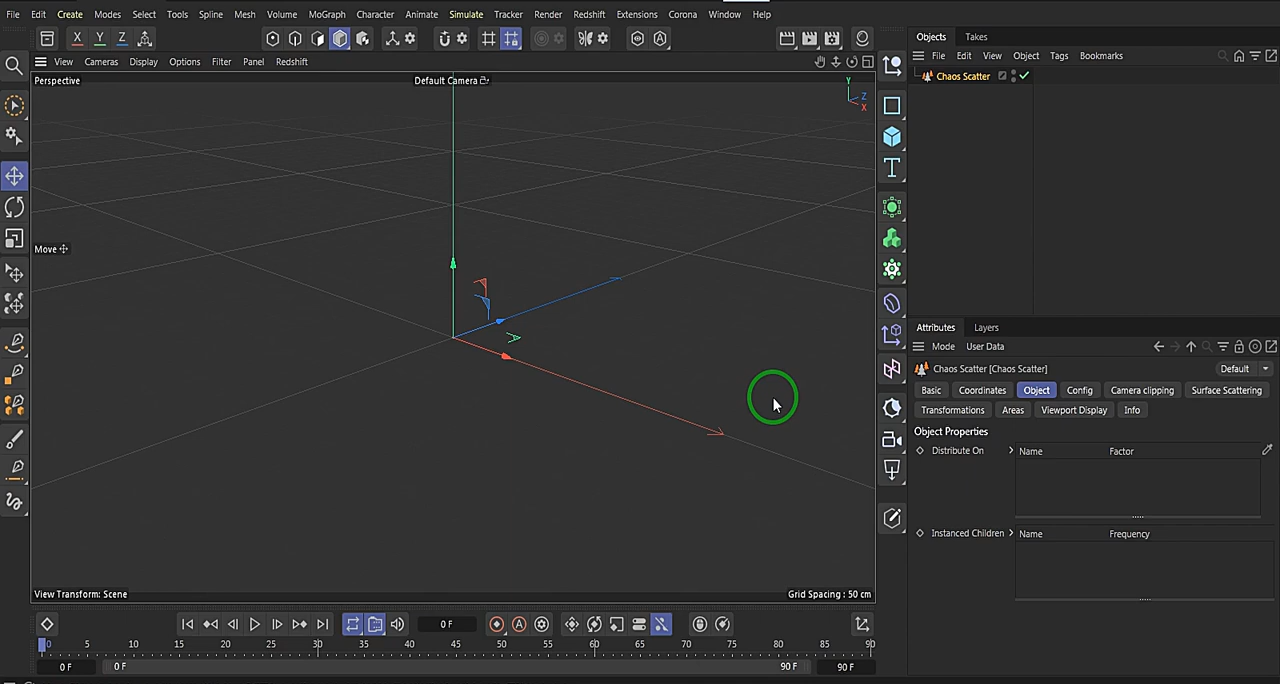 File Edit Create Modes Select Tools Spline Mesh Volume MoGraph Character Animate Simulate Tracker Render Redshift Extensions Corona Window Help
X Y Z
Objects Takes
View Cameras Display Options Filter Panel Redshift
File Edit View Object Tags Bookmarks
Perspective
Default Camera
Chaos Scatter
Y
Z
X
Move
Attributes Layers
Mode User Data
Chaos Scatter [Chaos Scatter]
Default
Basic Coordinates Object Config Camera clipping Surface Scattering
Transformations Areas Viewport Display Info
Object Properties
Distribute On Name Factor
Instanced Children Name Frequency
View Transform: Scene
Grid Spacing : 50 cm
0 F
0 5 10 15 20 25 30 35 40 45 50 55 60 65 70 75 80 85 90
0 F 0 F 90 F 90 F